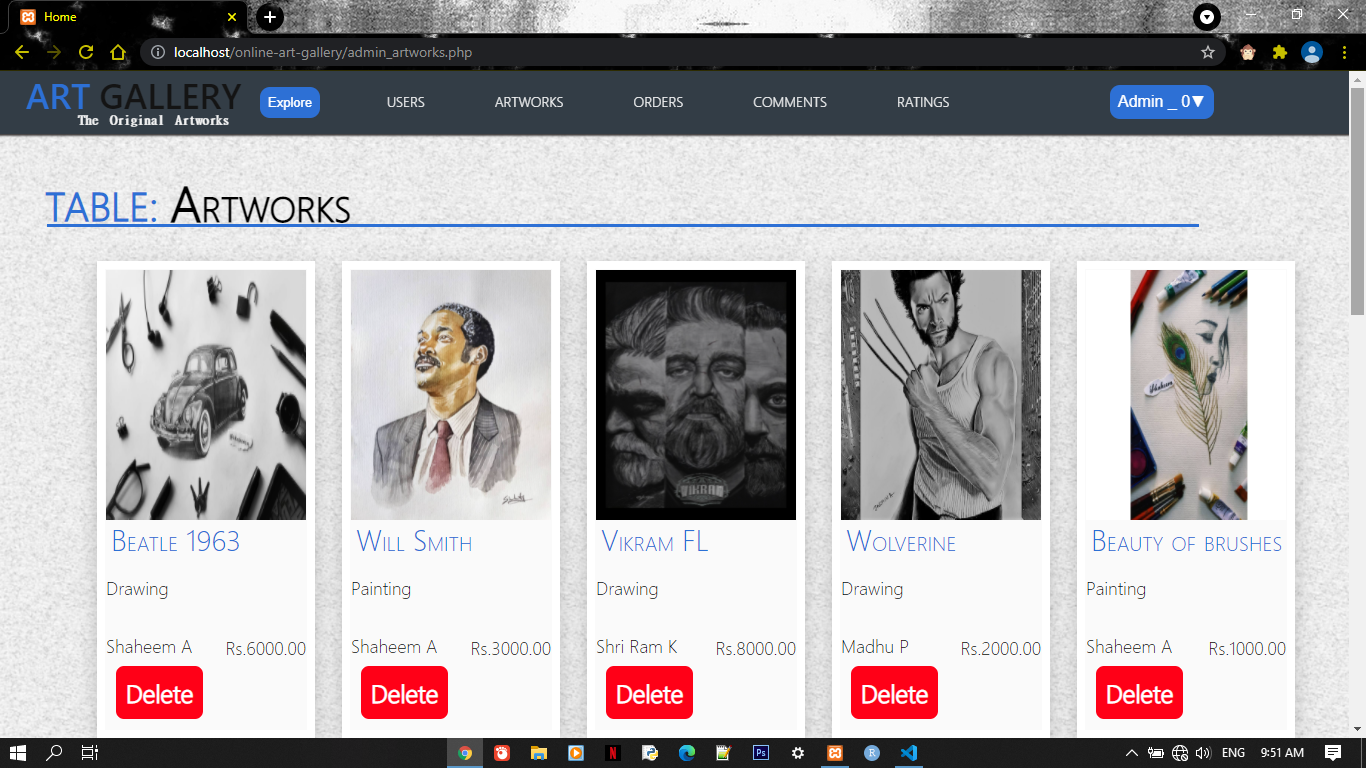 Home
localhost/online-art-gallery/admin_artworks.php
ART GALLERY
The Original Artworks
Explore
USERS
ARTWORKS
ORDERS
COMMENTS
RATINGS
Admin _ 0▼
TABLE: Artworks
VIKRAM
Beatle 1963
Will Smith
Vikram FL
Wolverine
Beauty of brushes
Drawing
Painting
Drawing
Drawing
Painting
Shaheem A Rs.6000.00
Shaheem A Rs.3000.00
Shri Ram K Rs.8000.00
Madhu P Rs.2000.00
Shaheem A Rs.1000.00
Delete
Delete
Delete
Delete
Delete
ENG
9:51 AM